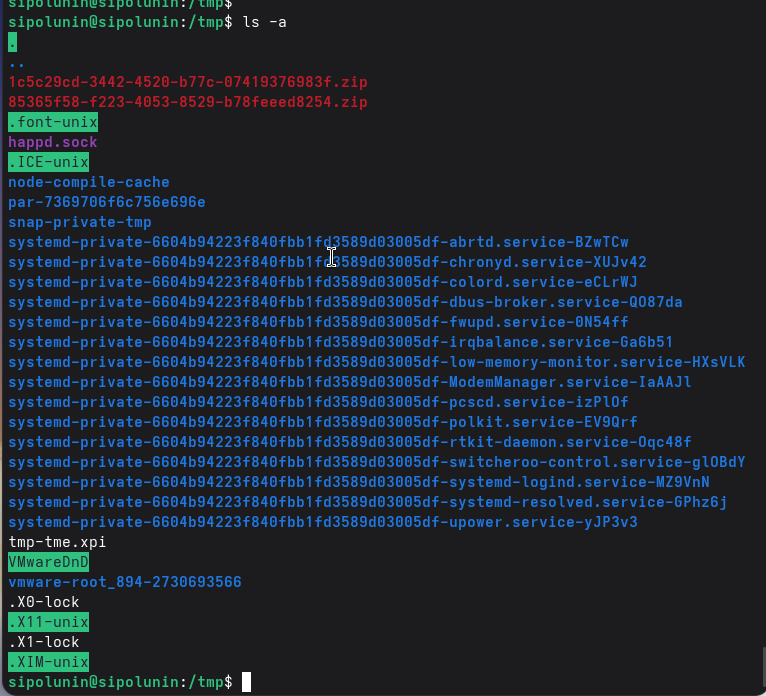 sipolunin@sipolunin:/tmp$
sipolunin@sipolunin:/tmp$ ls -a
.
..
1c5c29cd-3442-4520-b77c-07419376983f.zip
85365f58-f223-4053-8529-b78feeed8254.zip
.font-unix
happd.sock
.ICE-unix
node-compile-cache
par-7369706f6c756e696e
snap-private-tmp
systemd-private-6604b94223f840fbb1fd3589d03005df-abrtd.service-BZwTCw
systemd-private-6604b94223f840fbb1fd3589d03005df-chronyd.service-XUJv42
systemd-private-6604b94223f840fbb1fd3589d03005df-colord.service-eCLrWJ
systemd-private-6604b94223f840fbb1fd3589d03005df-dbus-broker.service-QO87da
systemd-private-6604b94223f840fbb1fd3589d03005df-fwupd.service-0N54ff
systemd-private-6604b94223f840fbb1fd3589d03005df-irqbalance.service-Ga6b51
systemd-private-6604b94223f840fbb1fd3589d03005df-low-memory-monitor.service-HXsVLK
systemd-private-6604b94223f840fbb1fd3589d03005df-ModemManager.service-IaAAJl
systemd-private-6604b94223f840fbb1fd3589d03005df-pcscd.service-izPlOf
systemd-private-6604b94223f840fbb1fd3589d03005df-polkit.service-EV9Qrf
systemd-private-6604b94223f840fbb1fd3589d03005df-rtkit-daemon.service-Oqc48f
systemd-private-6604b94223f840fbb1fd3589d03005df-switcheroo-control.service-glOBdY
systemd-private-6604b94223f840fbb1fd3589d03005df-systemd-logind.service-MZ9VnN
systemd-private-6604b94223f840fbb1fd3589d03005df-systemd-resolved.service-GPhz6j
systemd-private-6604b94223f840fbb1fd3589d03005df-upower.service-yJP3v3
tmp-tme.xpi
VMwareDnD
vmware-root_894-2730693566
.X0-lock
.X11-unix
.X1-lock
.XIM-unix
sipolunin@sipolunin:/tmp$